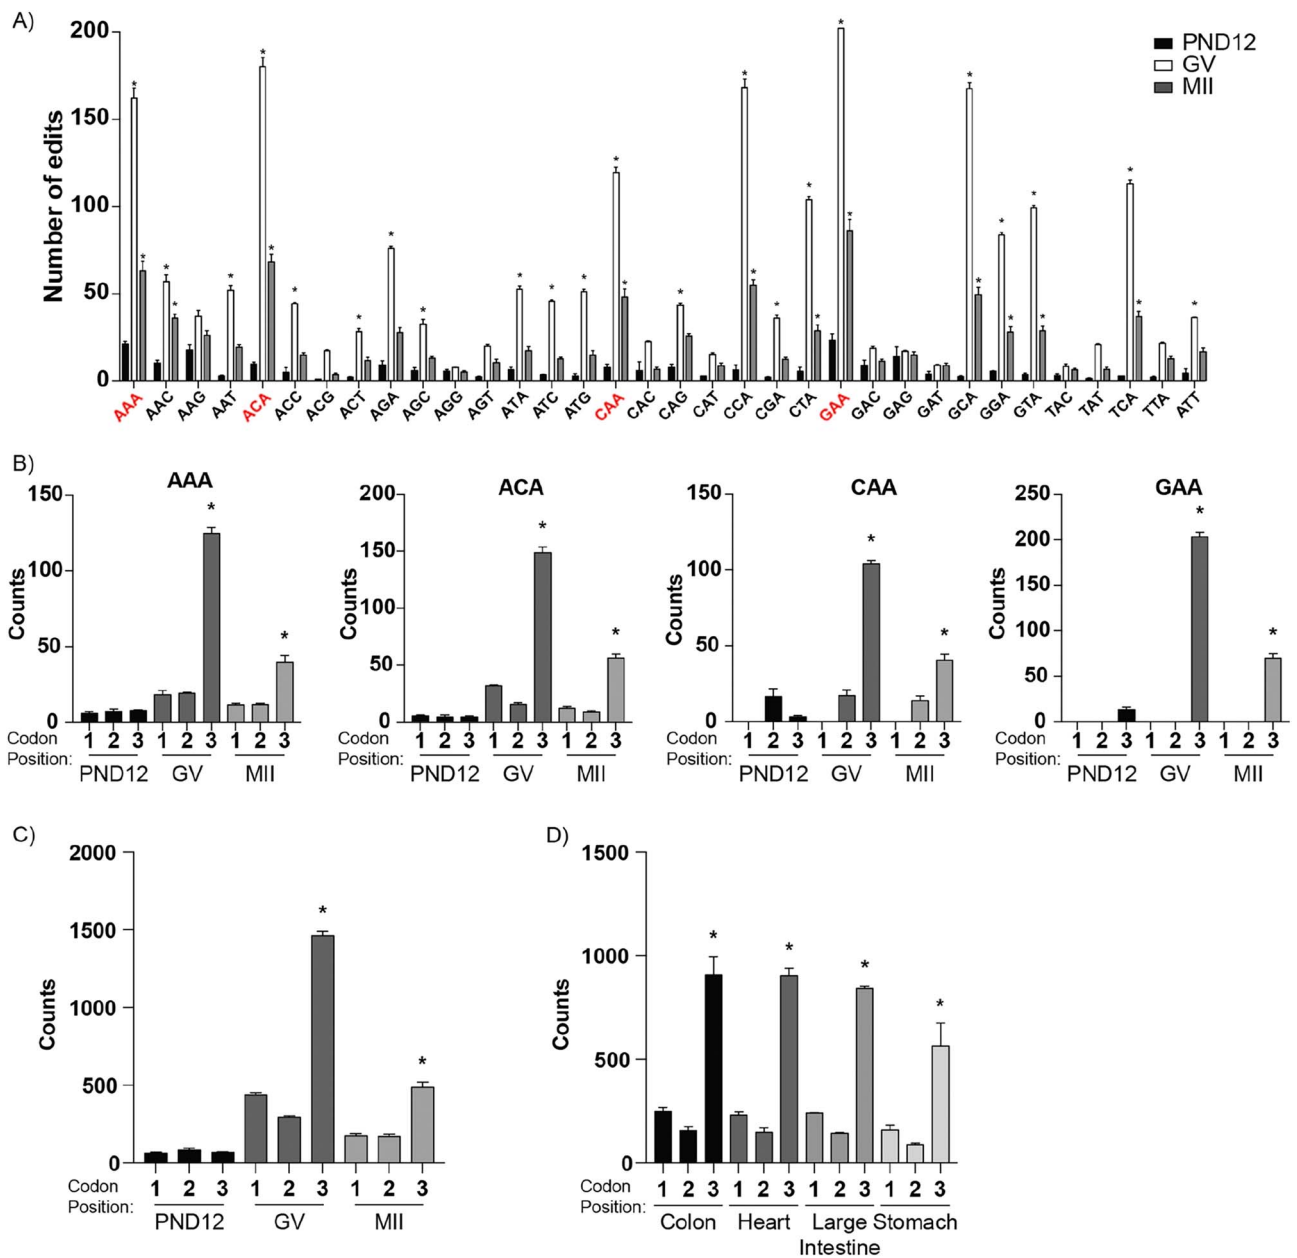 A)
200
150
100
50
0
Number of edits
PND12
GV
MII
AAA AAC AAG AAT ACA ACC ACG ACT AGA AGC AGG AGT ATA ATC ATG CAA CAC CAG CAT CCA CGA CTA GAA GAC GAG GAT GCA GGA GTA TAC TAT TCA TTA ATT
B)
AAA
150
100
50
0
Counts
Codon 1 2 3 1 2 3 1 2 3
Position: PND12 GV MII
ACA
200
150
100
50
0
Counts
Codon 1 2 3 1 2 3 1 2 3
Position: PND12 GV MII
CAA
150
100
50
0
Counts
Codon 1 2 3 1 2 3 1 2 3
Position: PND12 GV MII
GAA
250
200
150
100
50
0
Counts
Codon 1 2 3 1 2 3 1 2 3
Position: PND12 GV MII
C)
2000
1500
1000
500
0
Counts
Codon 1 2 3 1 2 3 1 2 3
Position: PND12 GV MII
D)
1500
1000
500
0
Counts
Codon 1 2 3 1 2 3 1 2 3 1 2 3
Position: Colon Heart Large Stomach
Intestine